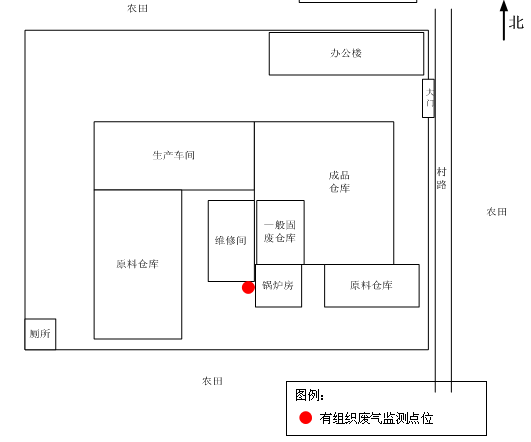 农田
北
办公楼
大
门
生产车间
成品
仓库
村
路
农田
一般固
废仓库
维修间
原料仓库
锅炉房
原料仓库
厕所
农田
图例:
有组织废气监测点位